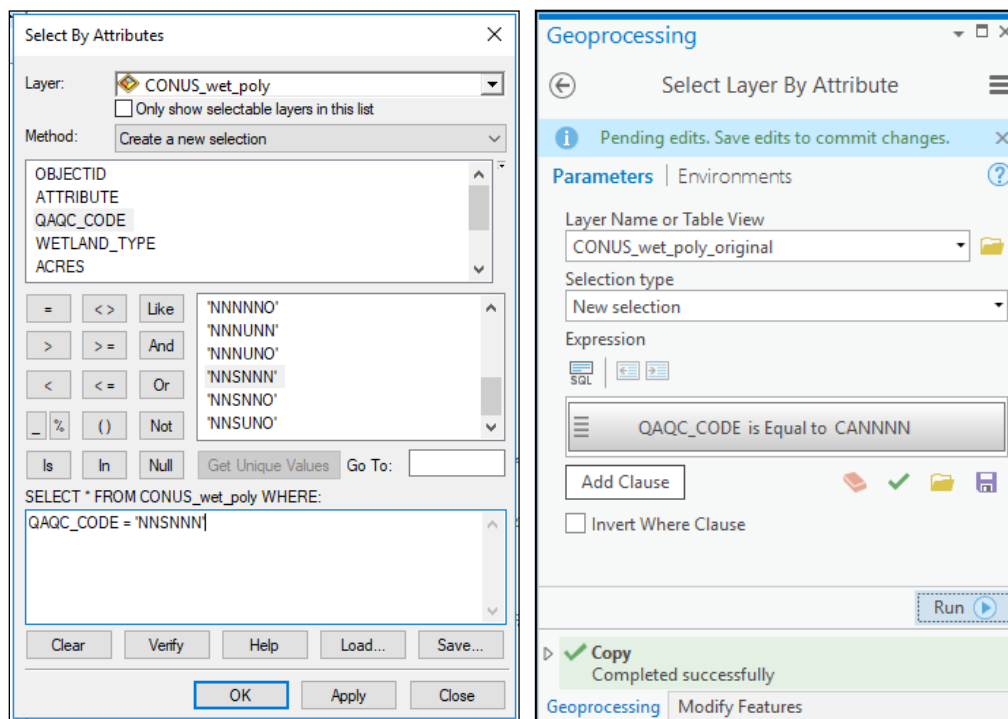 Select By Attributes
Layer: CONUS_wet_poly
Only show selectable layers in this list
Method: Create a new selection
OBJECTID
ATTRIBUTE
QAQC_CODE
WETLAND_TYPE
ACRES
= < > Like
> > = And
< < = Or
_ % () Not
Is In Null
'NNNNNO'
'NNNUNN'
'NNNUNO'
'NNSNNN'
'NNSNNO'
'NNSUNO'
Get Unique Values Go To:
SELECT * FROM CONUS_wet_poly WHERE:
QAQC_CODE = 'NNSNNN'
Clear Verify Help Load... Save...
OK Apply Close
Geoprocessing
Select Layer By Attribute
Pending edits. Save edits to commit changes.
Parameters | Environments
Layer Name or Table View
CONUS_wet_poly_original
Selection type
New selection
Expression
SQL
QAQC_CODE is Equal to CANNNN
Add Clause
Invert Where Clause
Run
Copy
Completed successfully
Geoprocessing Modify Features